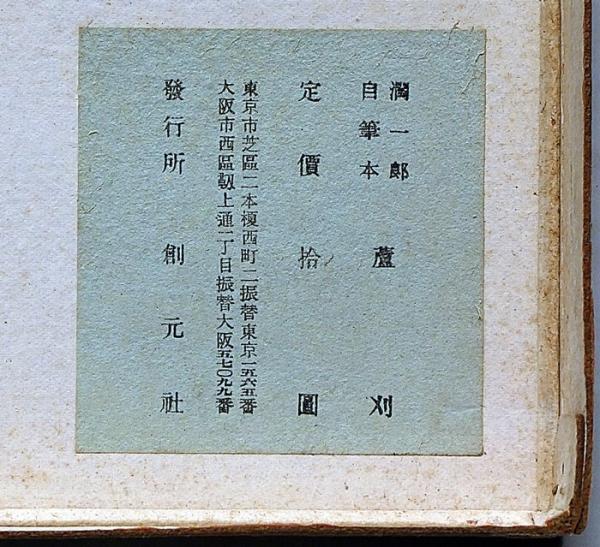 潤一郎
自筆本 蘆刈
定價拾圓
東京市芝區二本榎西町二振替東京一五六五番
大阪市西區靱上通一丁目振替大阪五七〇九九番
發行所 創元社